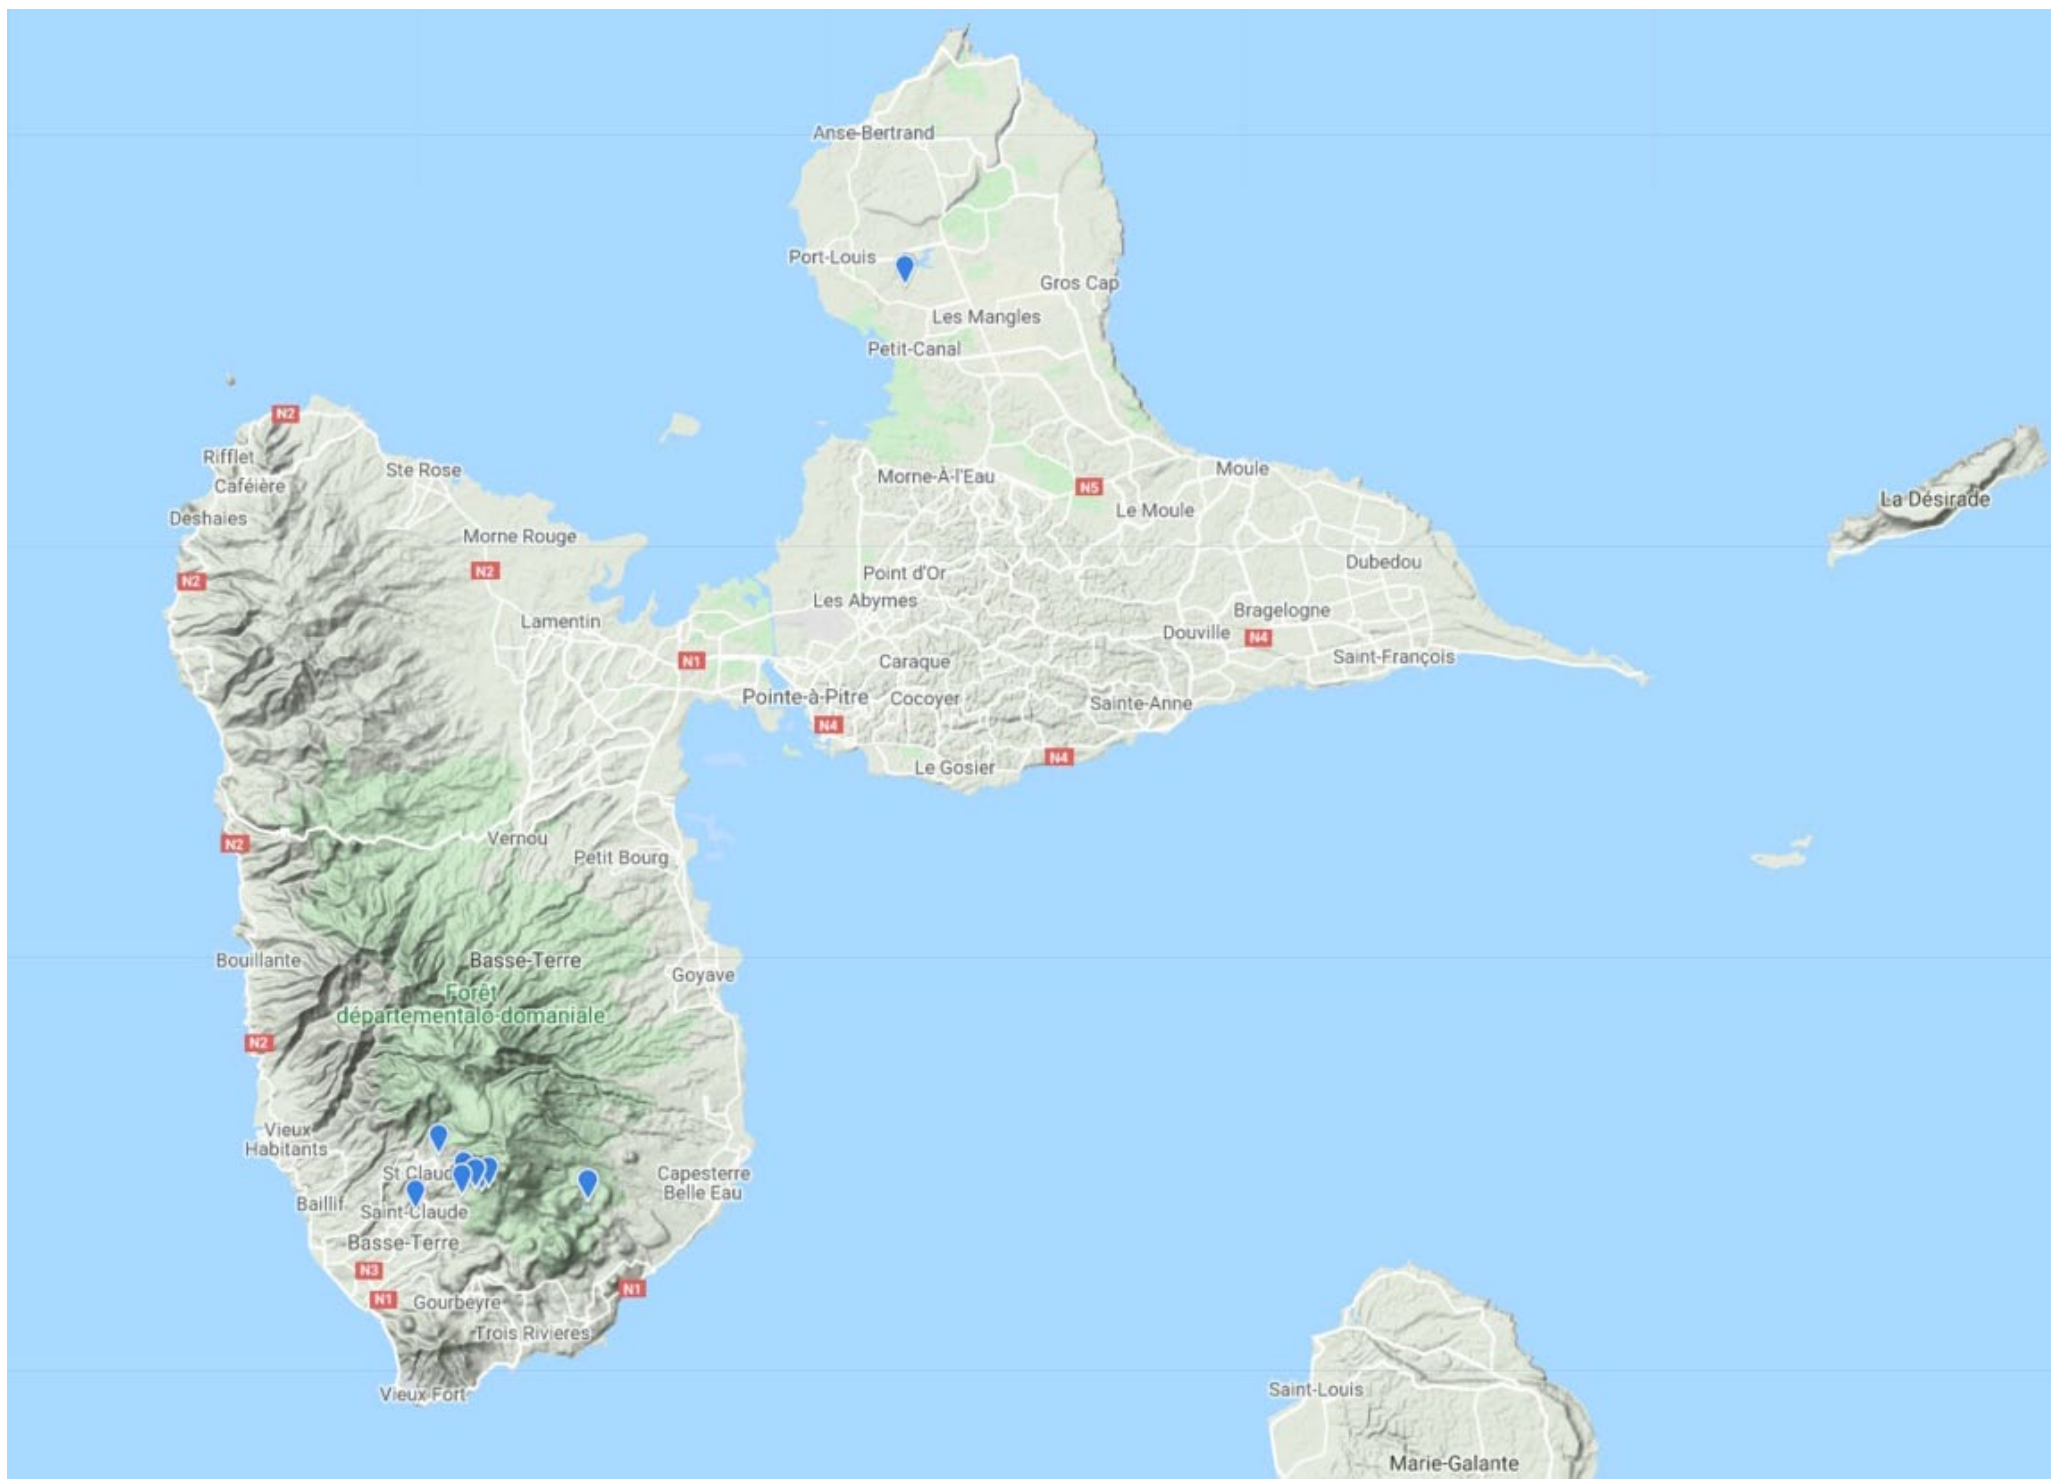 Anse-Bertrand
Port-Louis
Gros Cap
Les Mangles
Petit-Canal
N2
Rifflet
Caféière
Ste Rose
Morne-À-l'Eau
Moule
N5
La Désirade
Le Moule
Deshaies
Morne Rouge
Dubedou
N2
N2
Point d'Or
Les Abymes
Bragelogne
Lamentin
Douville
N4
N1
Caraque
Saint-François
Pointe-à-Pitre
Cocoyer
Sainte-Anne
N4
N4
Le Gosier
N2
Vernou
Petit Bourg
Bouillante
Basse-Terre
Goyave
Forêt
départementalo-domaniale
N2
Vieux
Habitants
St Claud
Capesterre
Belle Eau
Baillif
Saint-Claude
Basse-Terre
N3
N1
N1
Gourbeyre
Trois Rivieres
Vieux Fort
Saint-Louis
Marie-Galante